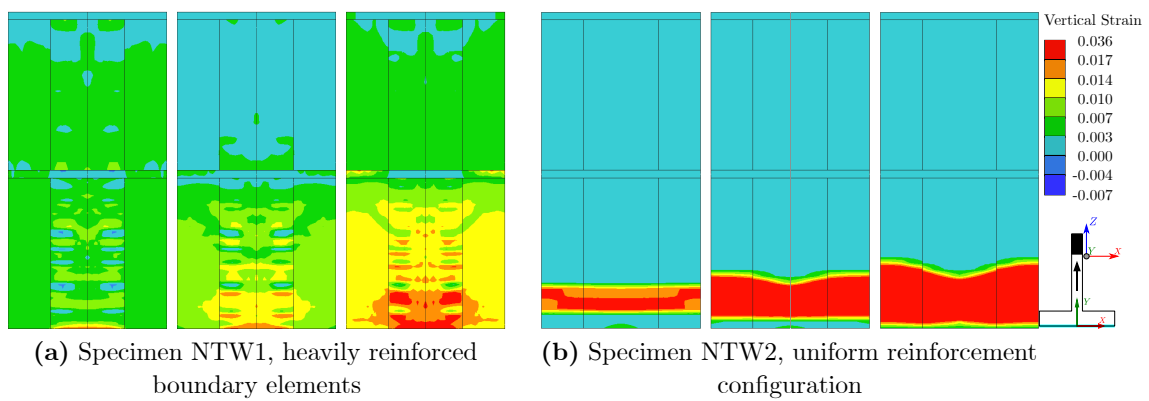 Vertical Strain
0.036
0.017
0.014
0.010
0.007
0.003
0.000
-0.004
-0.007
Z
Y
X
Y
X
(a) Specimen NTW1, heavily reinforced
boundary elements
(b) Specimen NTW2, uniform reinforcement
configuration